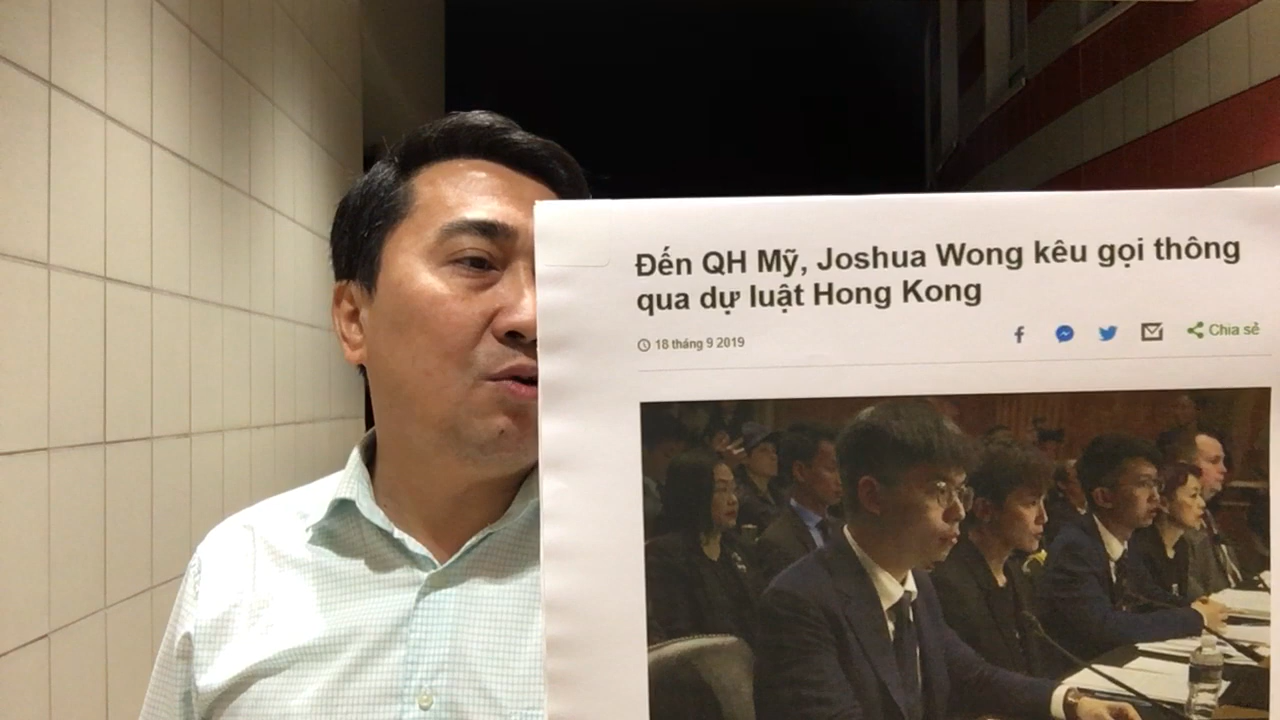 Đến QH Mỹ, Joshua Wong kêu gọi thông
qua dự luật Hong Kong
18 tháng 9 2019
Chia sẻ